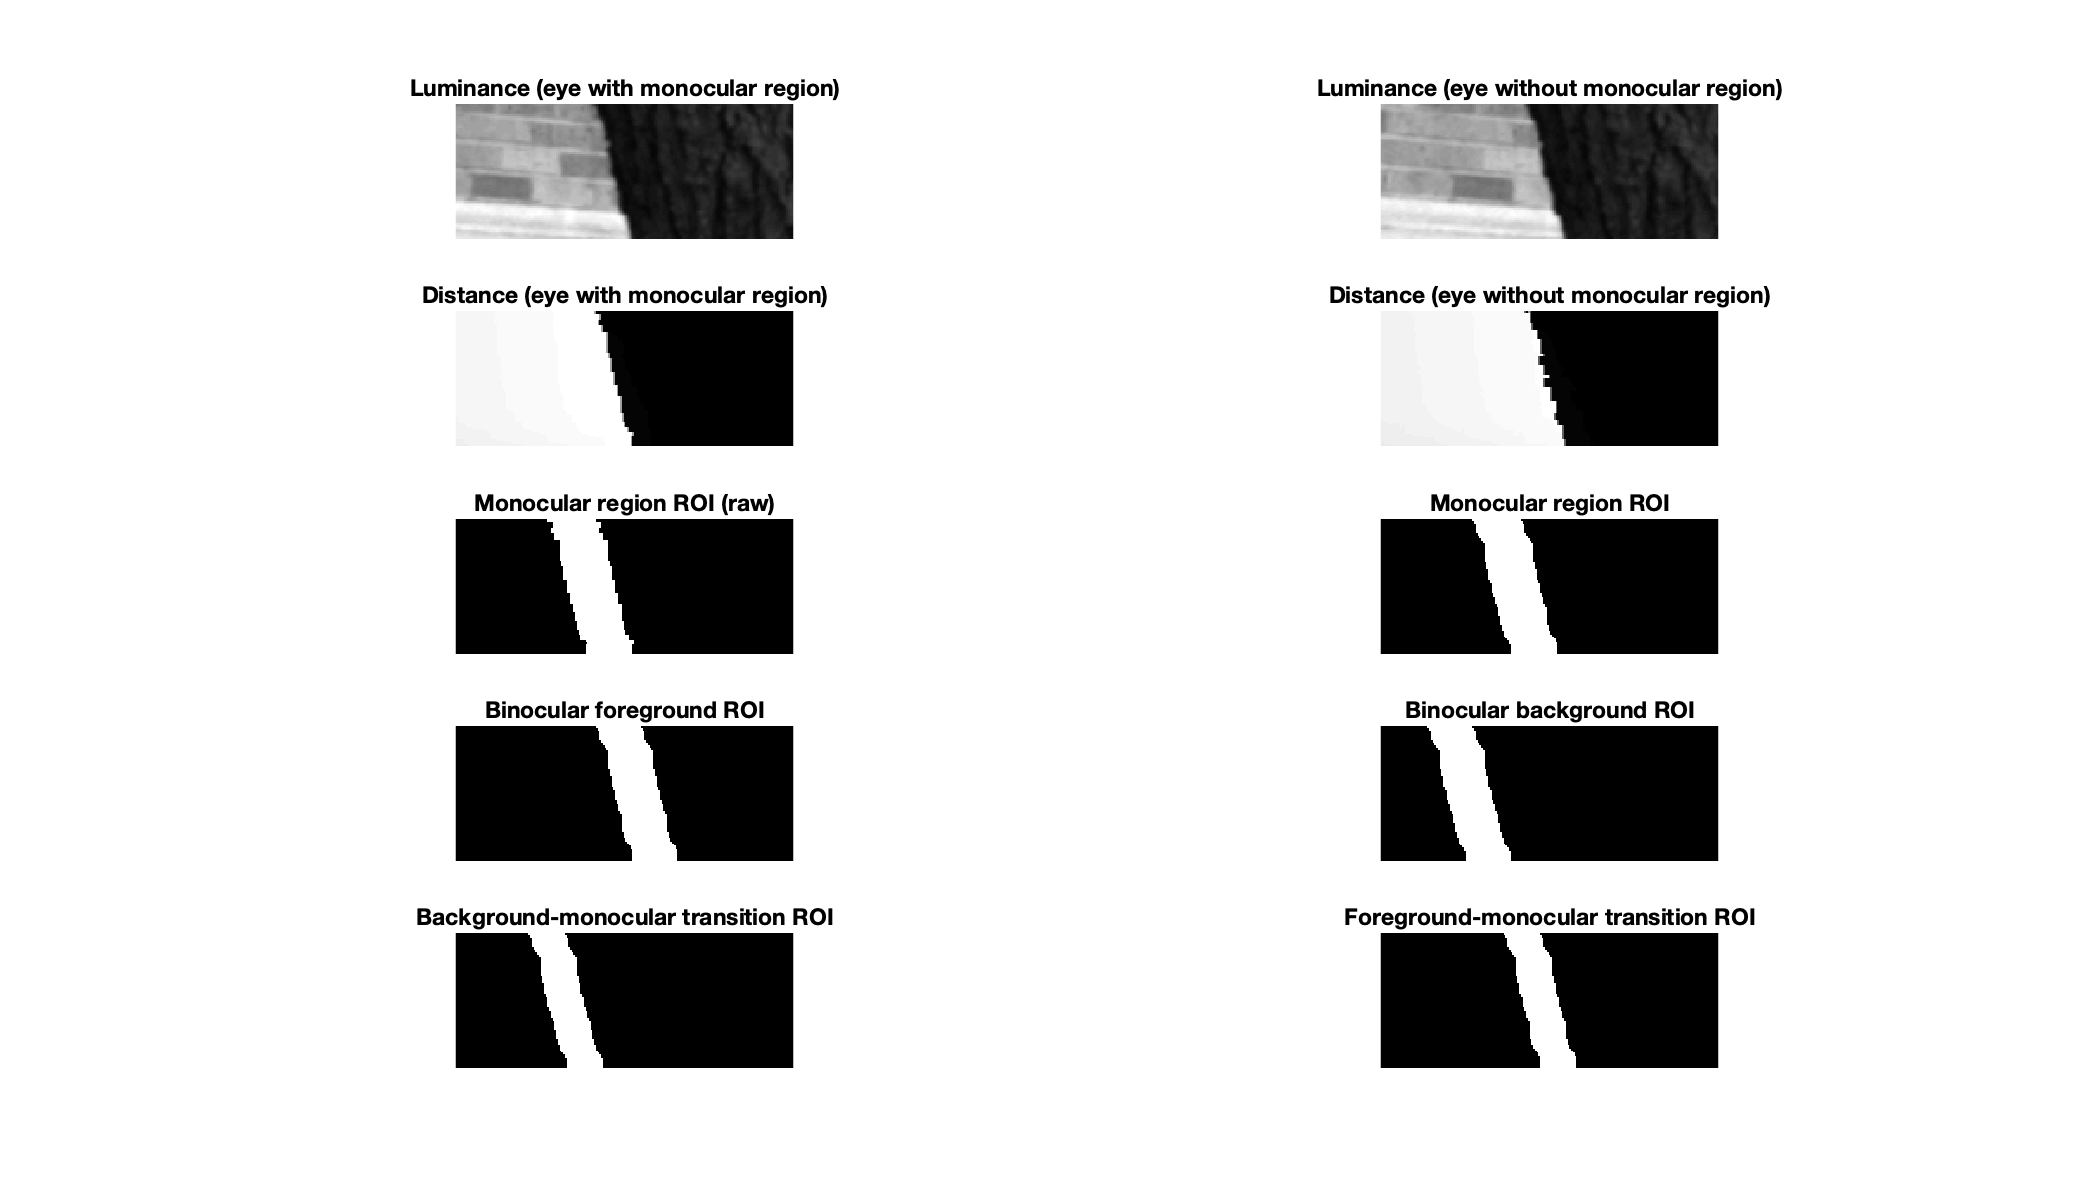 Luminance (eye with monocular region)
Luminance (eye without monocular region)
Distance (eye with monocular region)
Distance (eye without monocular region)
Monocular region ROI (raw)
Monocular region ROI
Binocular foreground ROI
Binocular background ROI
Background-monocular transition ROI
Foreground-monocular transition ROI